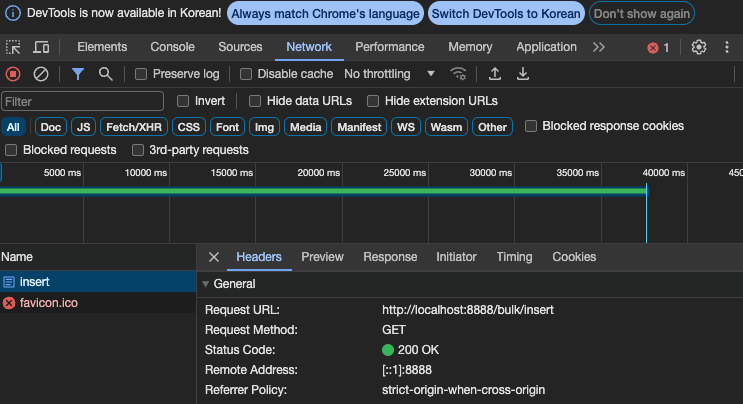 DevTools is now available in Korean! Always match Chrome's language Switch DevTools to Korean Don't show again
Elements Console Sources Network Performance Memory Application 1
Preserve log Disable cache No throttling
Filter Invert Hide data URLs Hide extension URLs
All Doc JS Fetch/XHR CSS Font Img Media Manifest WS Wasm Other Blocked response cookies
Blocked requests 3rd-party requests
5000 ms 10000 ms 15000 ms 20000 ms 25000 ms 30000 ms 35000 ms 40000 ms 450
Name Headers Preview Response Initiator Timing Cookies
insert General
favicon.ico Request URL: http://localhost:8888/bulk/insert
Request Method: GET
Status Code: 200 OK
Remote Address: [::1]:8888
Referrer Policy: strict-origin-when-cross-origin